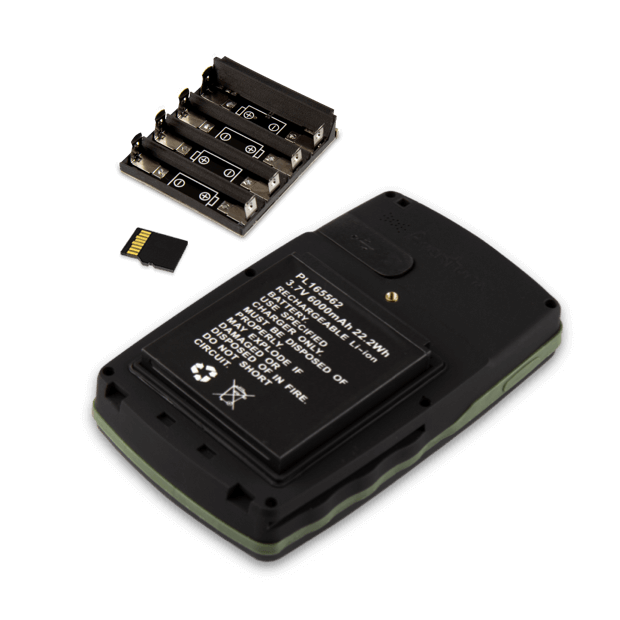 PL165562
3.7V 6000mAh 22.2Wh
RECHARGEABLE Li-ion
BATTERY.
USE SPECIFIED
CHARGER ONLY.
MUST BE DISPOSED OF
PROPERLY.
MAY EXPLODE IF
DAMAGED OR
DISPOSED OF IN FIRE.
DO NOT SHORT
CIRCUIT.